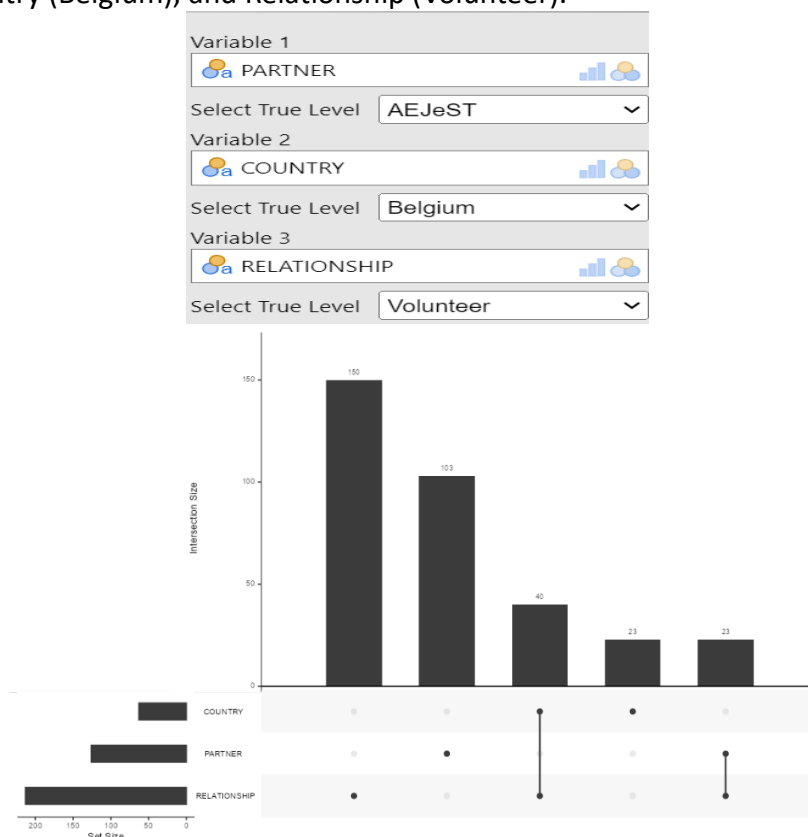 ntry (Belgium), and Relationship (Volunteer).
Variable 1
a PARTNER
Select True Level AEJeST
Variable 2
a COUNTRY
Select True Level Belgium
Variable 3
a RELATIONSHIP
Select True Level Volunteer
150
150
103
100
Intersection Size
50
40
23
23
0
COUNTRY
PARTNER
RELATIONSHIP
200 150 100 50 0
Set Size